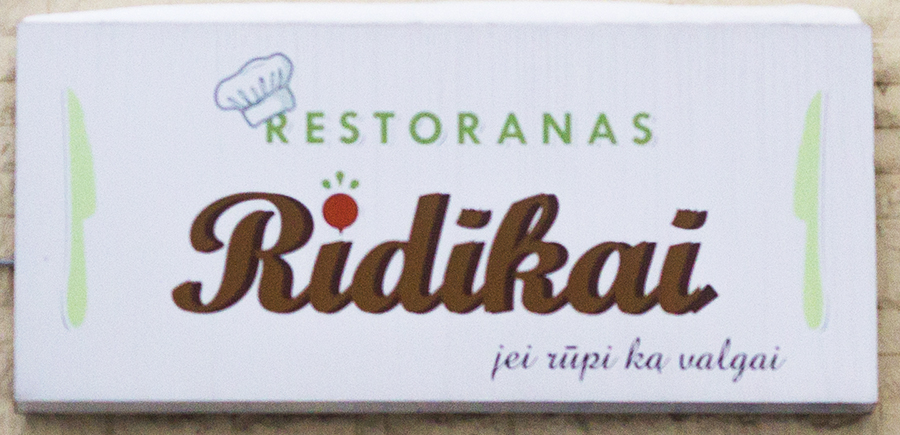 RESTORANAS
Ridikai
jei rūpi ką valgai